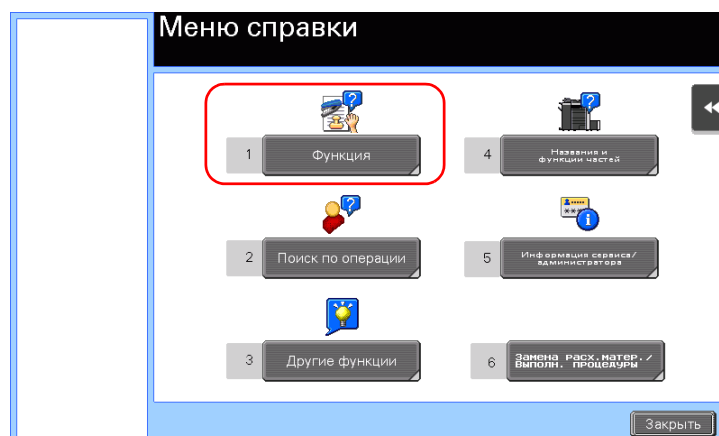 Меню справки
1 Функция
4 Названия и
функции частей
2 Поиск по операции
5 Информация сервиса/
администратора
3 Другие функции
6 Замена расх.матер./
Выполн. процедуры
Закрыть